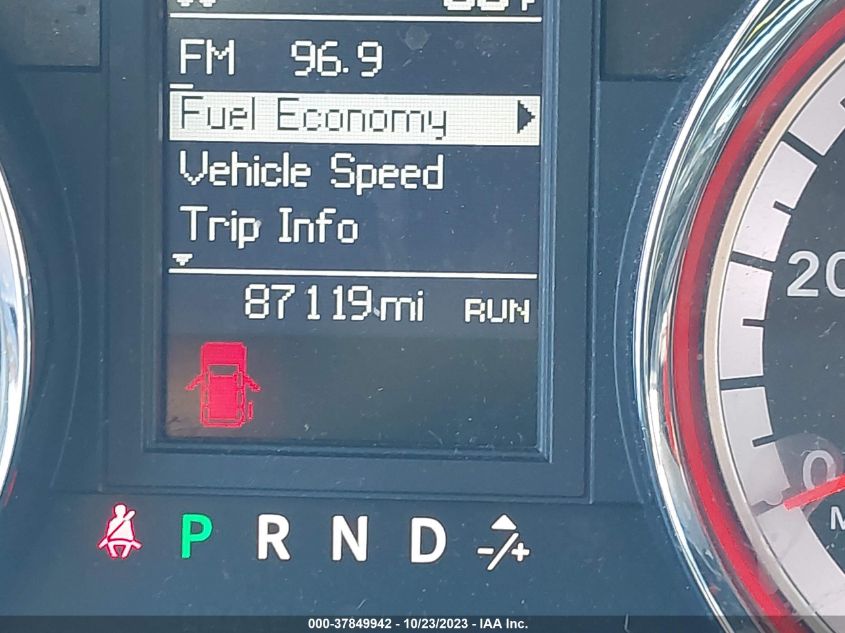 FM 96.9
Fuel Economy
Vehicle Speed
Trip Info
87119mi RUN
20
0
P R N D -/+
000-37849942 - 10/23/2023 - IAA Inc.